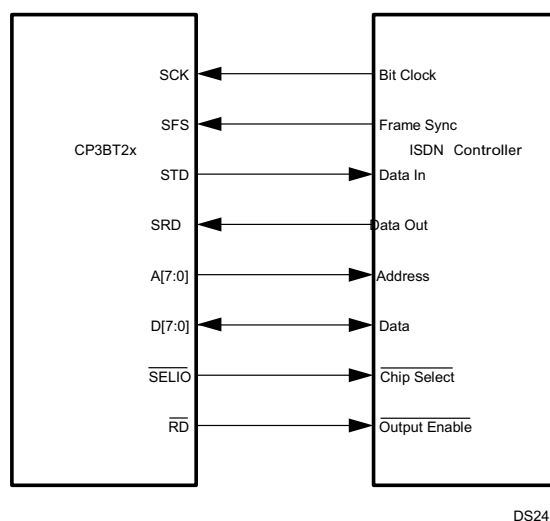 SCK Bit Clock
SFS Frame Sync
CP3BT2x ISDN Controller
STD Data In
SRD Data Out
A[7:0] Address
D[7:0] Data
SELIO Chip Select
RD Output Enable
DS24